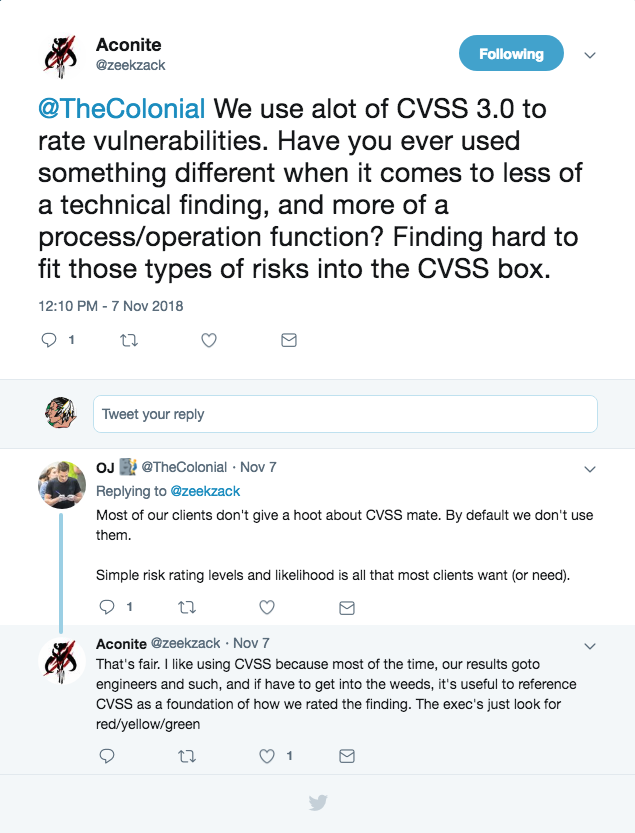 Aconite
@zeekzack
Following
@TheColonial We use alot of CVSS 3.0 to
rate vulnerabilities. Have you ever used
something different when it comes to less of
a technical finding, and more of a
process/operation function? Finding hard to
fit those types of risks into the CVSS box.
12:10 PM - 7 Nov 2018
1
Tweet your reply
OJ @TheColonial · Nov 7
Replying to @zeekzack
Most of our clients don't give a hoot about CVSS mate. By default we don't use
them.
Simple risk rating levels and likelihood is all that most clients want (or need).
1
Aconite @zeekzack · Nov 7
That's fair. I like using CVSS because most of the time, our results goto
engineers and such, and if have to get into the weeds, it's useful to reference
CVSS as a foundation of how we rated the finding. The exec's just look for
red/yellow/green
1